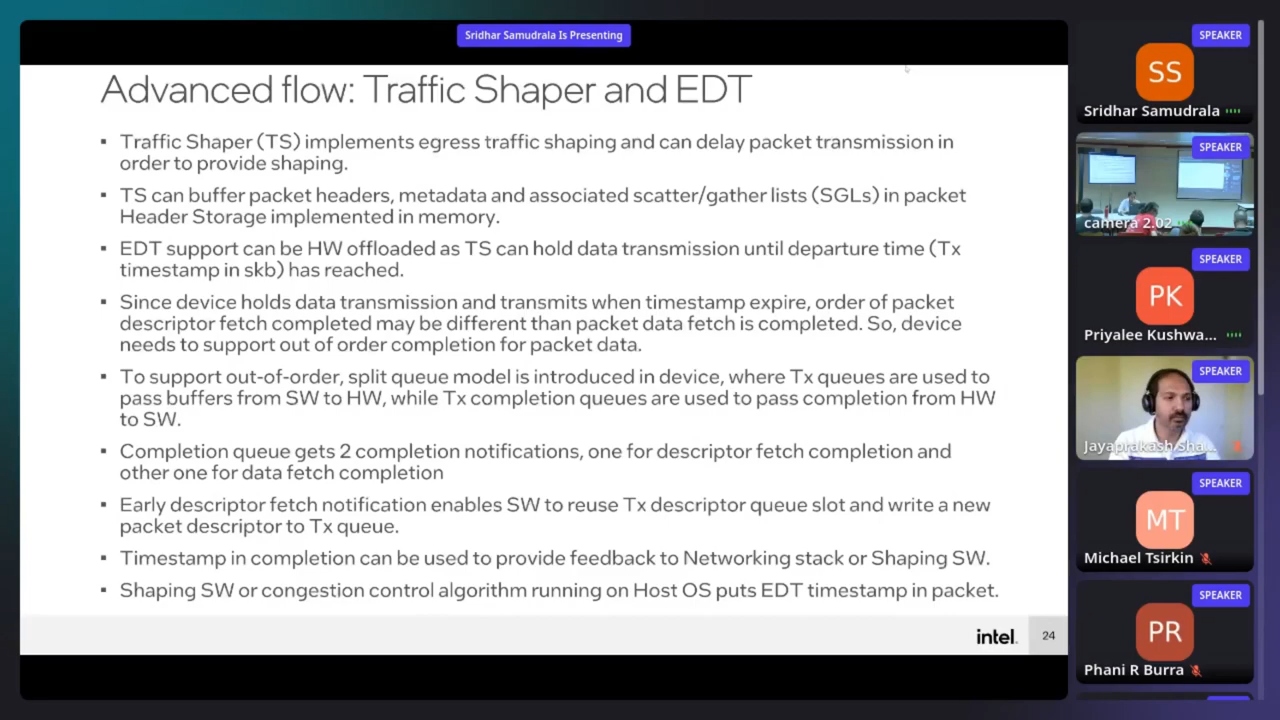 Sridhar Samudrala Is Presenting
Advanced flow: Traffic Shaper and EDT
▪ Traffic Shaper (TS) implements egress traffic shaping and can delay packet transmission in
order to provide shaping.
▪ TS can buffer packet headers, metadata and associated scatter/gather lists (SGLs) in packet
Header Storage implemented in memory.
▪ EDT support can be HW offloaded as TS can hold data transmission until departure time (Tx
timestamp in skb) has reached.
▪ Since device holds data transmission and transmits when timestamp expire, order of packet
descriptor fetch completed may be different than packet data fetch is completed. So, device
needs to support out of order completion for packet data.
▪ To support out-of-order, split queue model is introduced in device, where Tx queues are used to
pass buffers from SW to HW, while Tx completion queues are used to pass completion from HW
to SW.
▪ Completion queue gets 2 completion notifications, one for descriptor fetch completion and
other one for data fetch completion
▪ Early descriptor fetch notification enables SW to reuse Tx descriptor queue slot and write a new
packet descriptor to Tx queue.
▪ Timestamp in completion can be used to provide feedback to Networking stack or Shaping SW.
▪ Shaping SW or congestion control algorithm running on Host OS puts EDT timestamp in packet.
intel.
24
SPEAKER
SS
Sridhar Samudrala
SPEAKER
camera 2.02
SPEAKER
PK
Priyalee Kushwa...
SPEAKER
Jayaprakash Sha...
SPEAKER
MT
Michael Tsirkin
SPEAKER
PR
Phani R Burra